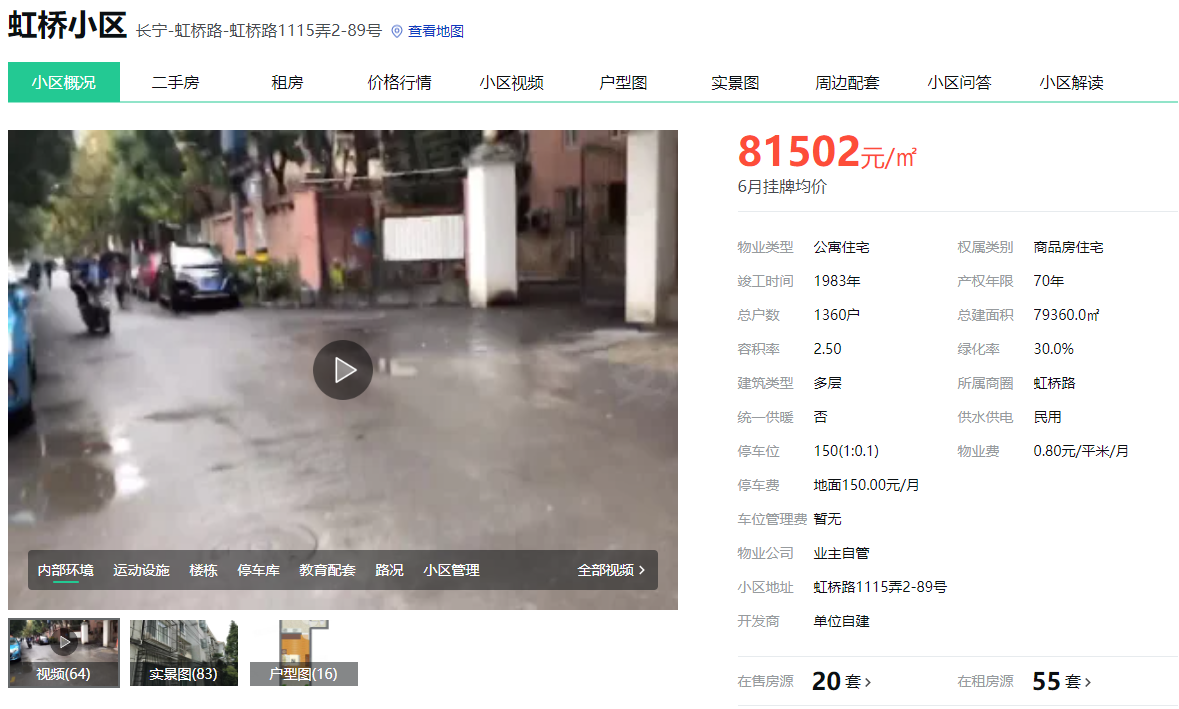 虹桥小区 长宁-虹桥路-虹桥路1115弄2-89号 查看地图
小区概况 二手房 租房 价格行情 小区视频 户型图 实景图 周边配套 小区问答 小区解读
81502元/㎡
6月挂牌均价
物业类型 公寓住宅 权属类别 商品房住宅
竣工时间 1983年 产权年限 70年
总户数 1360户 总建面积 79360.0㎡
容积率 2.50 绿化率 30.0%
建筑类型 多层 所属商圈 虹桥路
统一供暖 否 供水供电 民用
停车位 150(1:0.1) 物业费 0.80元/平米/月
停车费 地面150.00元/月
车位管理费 暂无
物业公司 业主自管
小区地址 虹桥路1115弄2-89号
开发商 单位自建
在售房源 20 套 在租房源 55 套
内部环境 运动设施 楼栋 停车库 教育配套 路况 小区管理 全部视频
视频(64) 实景图(83) 户型图(16)